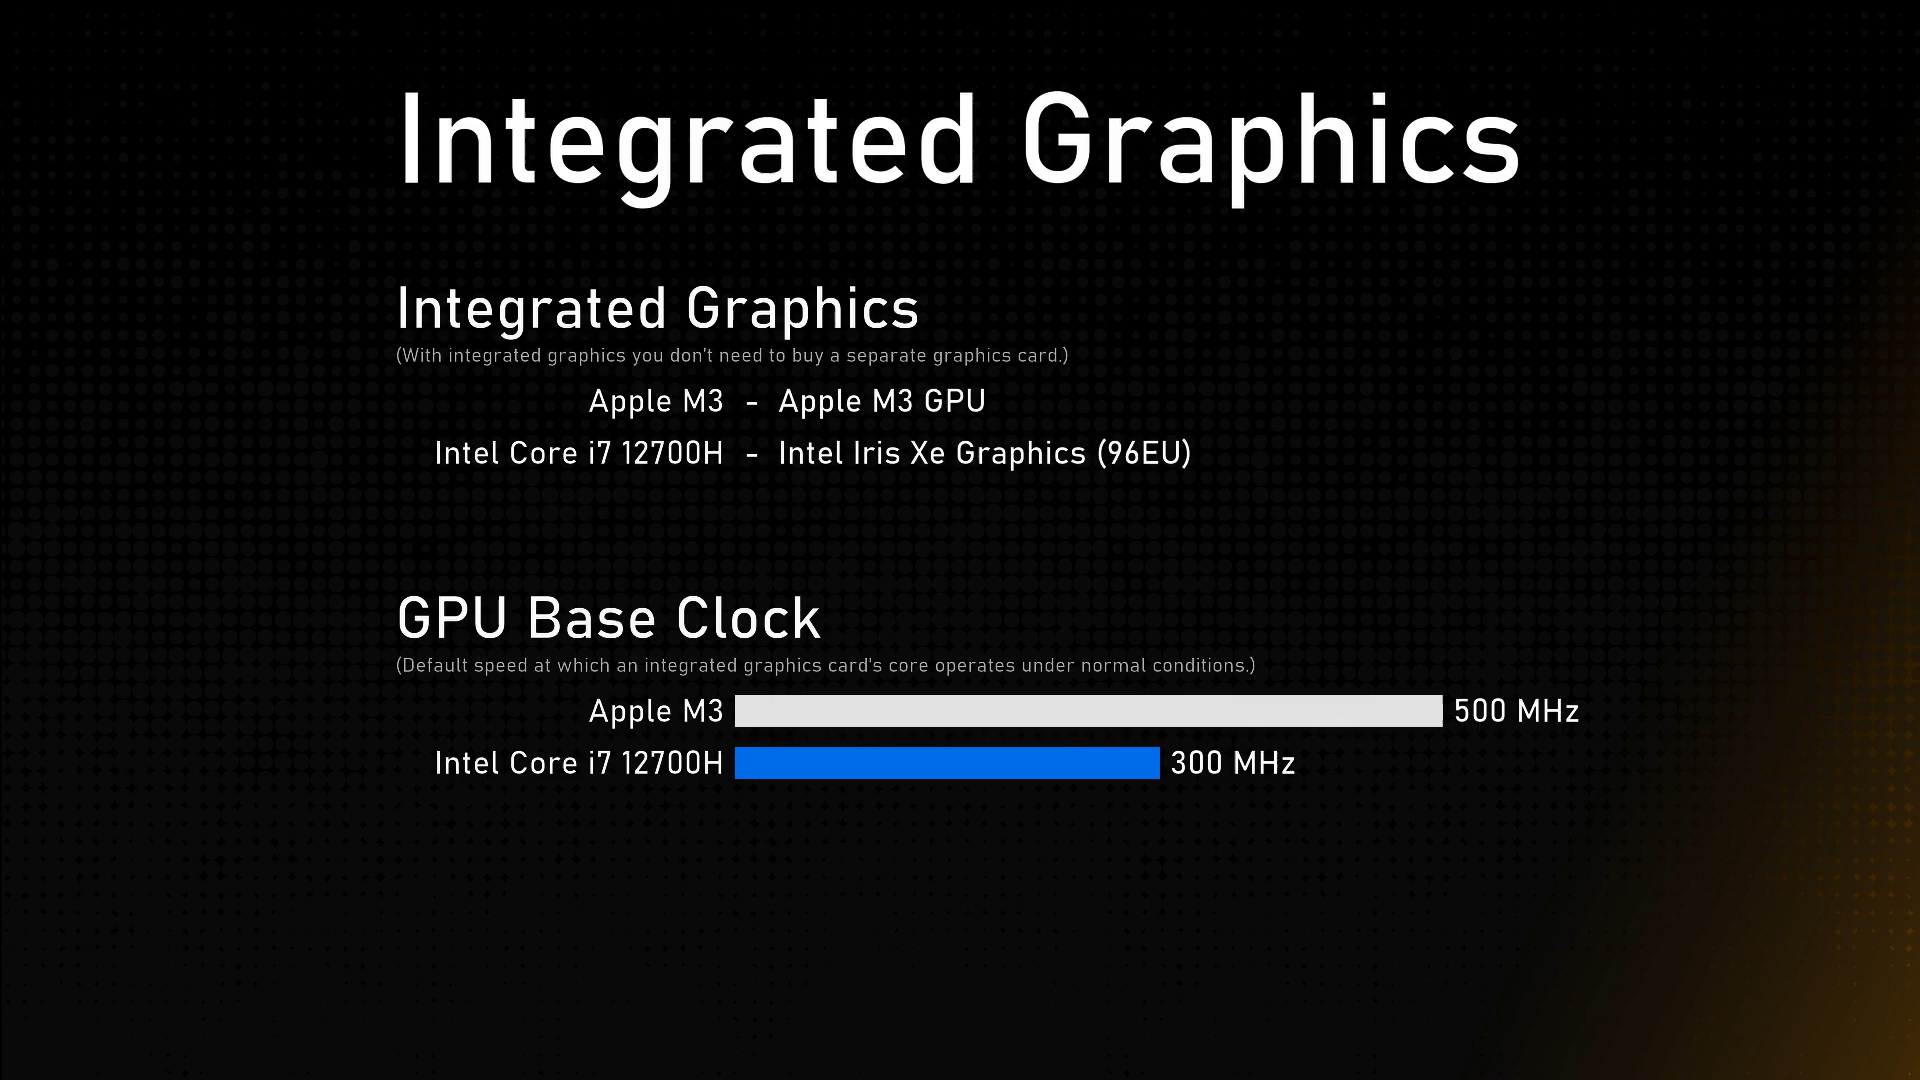 Integrated Graphics
Integrated Graphics
(With integrated graphics you don't need to buy a separate graphics card.)
Apple M3 - Apple M3 GPU
Intel Core i7 12700H - Intel Iris Xe Graphics (96EU)
GPU Base Clock
(Default speed at which an integrated graphics card's core operates under normal conditions.)
Apple M3 500 MHz
Intel Core i7 12700H 300 MHz